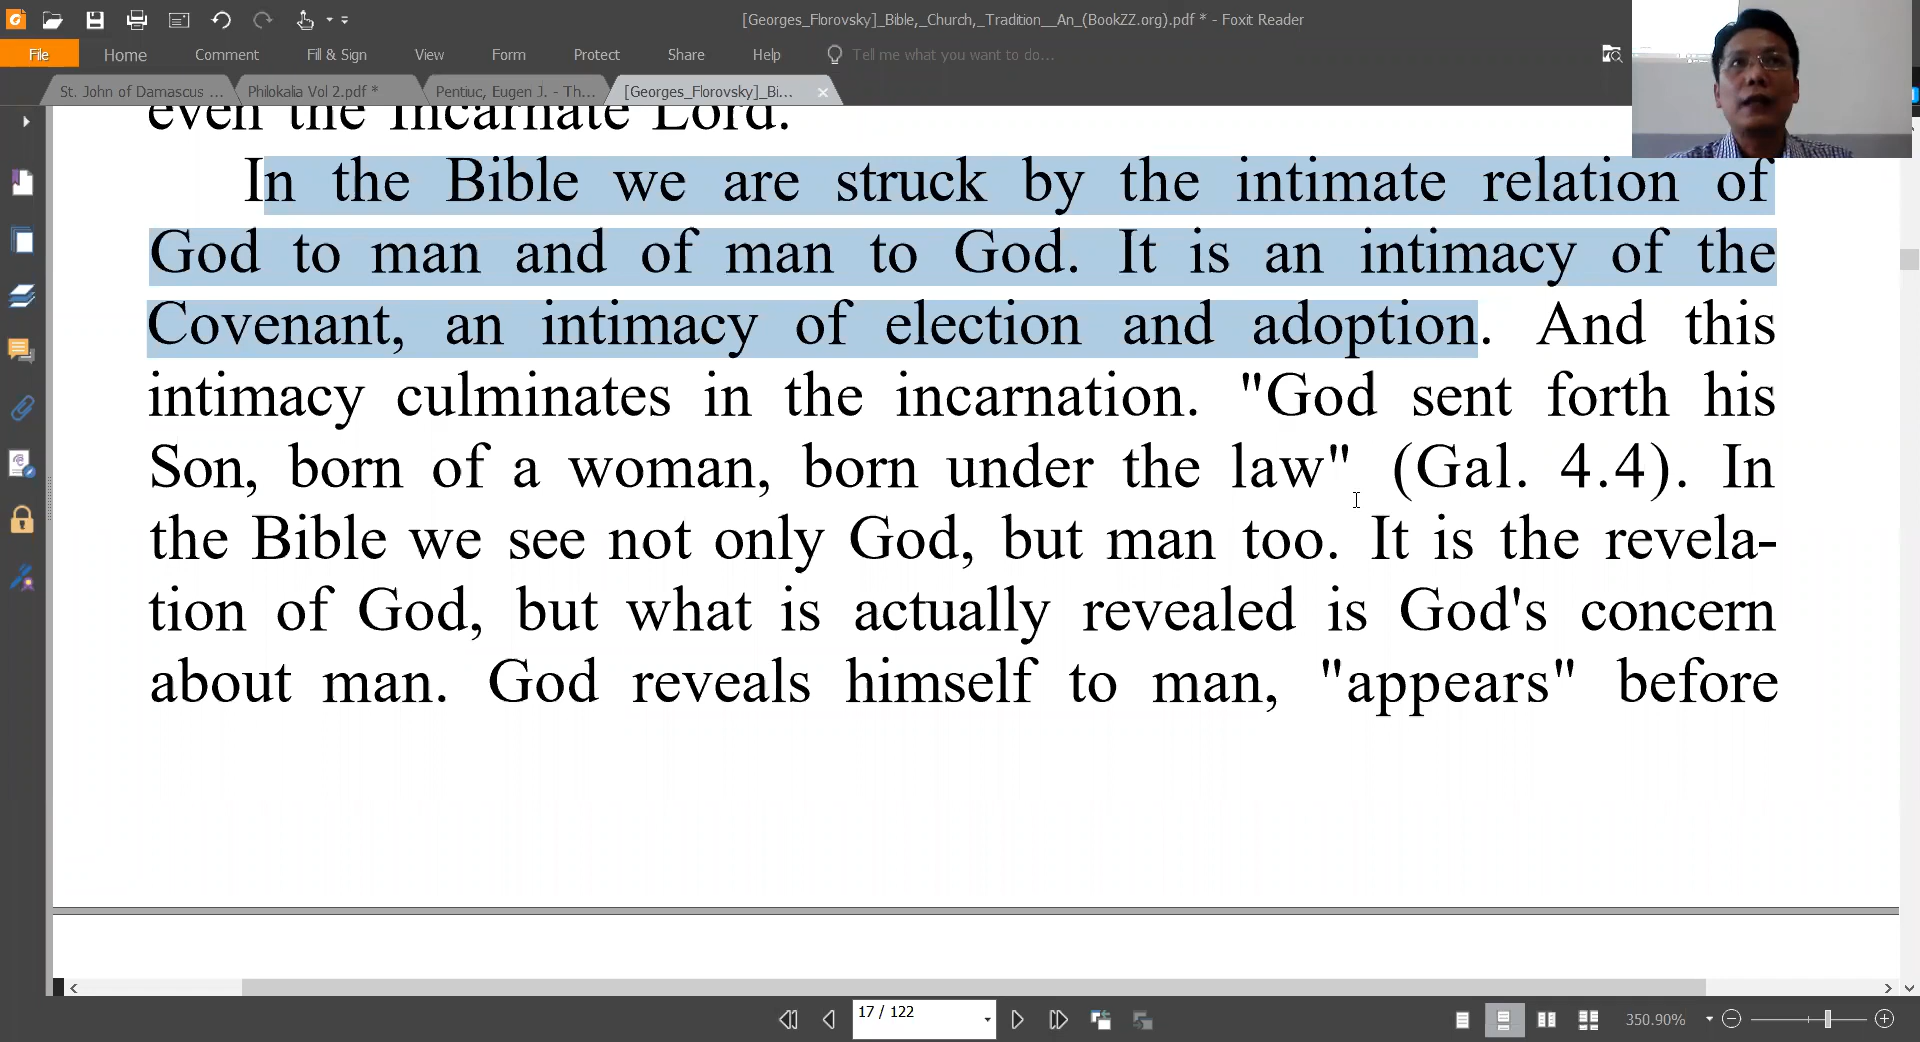 [Georges_Florovsky]_Bible,_Church,_Tradition__An_(BookZZ.org).pdf * - Foxit Reader
File Home Comment Fill & Sign View Form Protect Share Help Tell me what you want to do...
St. John of Damascus ... Philokalia Vol 2.pdf * Pentiuc, Eugen J. - Th... [Georges_Florovsky]_Bi...
even the Incarnate Lord.
In the Bible we are struck by the intimate relation of
God to man and of man to God. It is an intimacy of the
Covenant, an intimacy of election and adoption. And this
intimacy culminates in the incarnation. "God sent forth his
Son, born of a woman, born under the law" (Gal. 4.4). In
the Bible we see not only God, but man too. It is the revela-
tion of God, but what is actually revealed is God's concern
about man. God reveals himself to man, "appears" before
17 / 122
350.90%